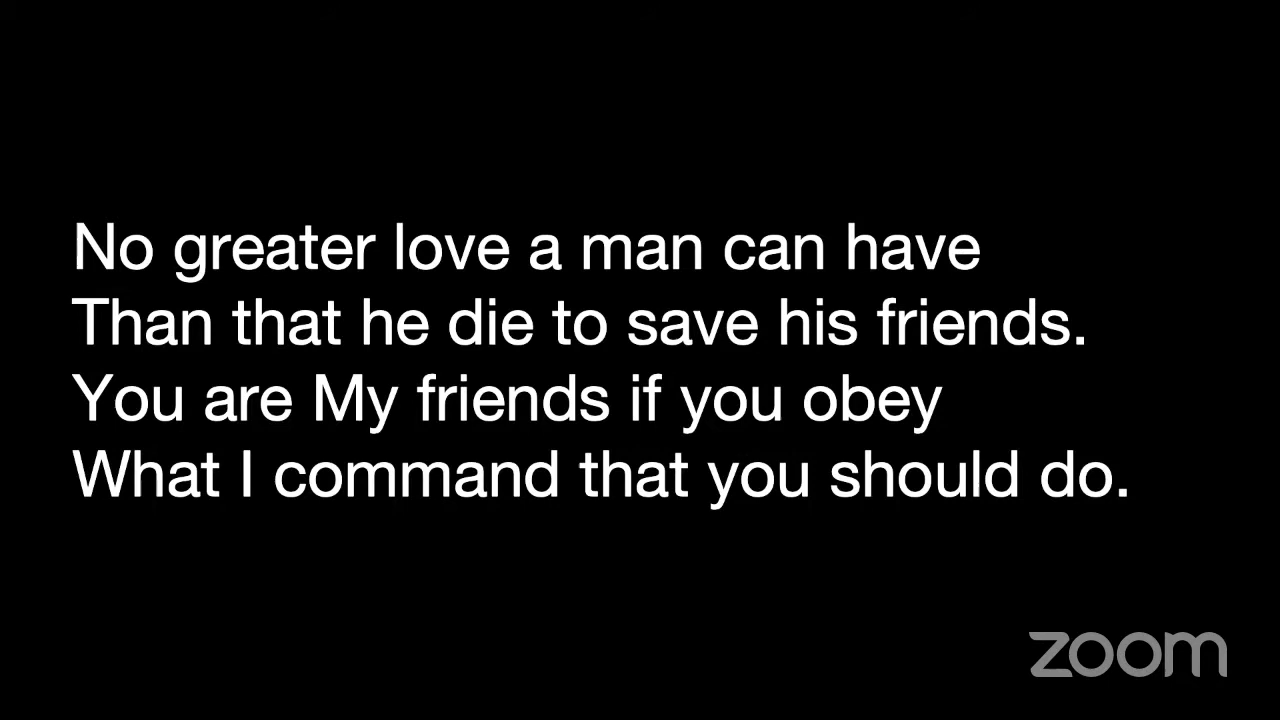 No greater love a man can have
Than that he die to save his friends.
You are My friends if you obey
What I command that you should do.
zoom